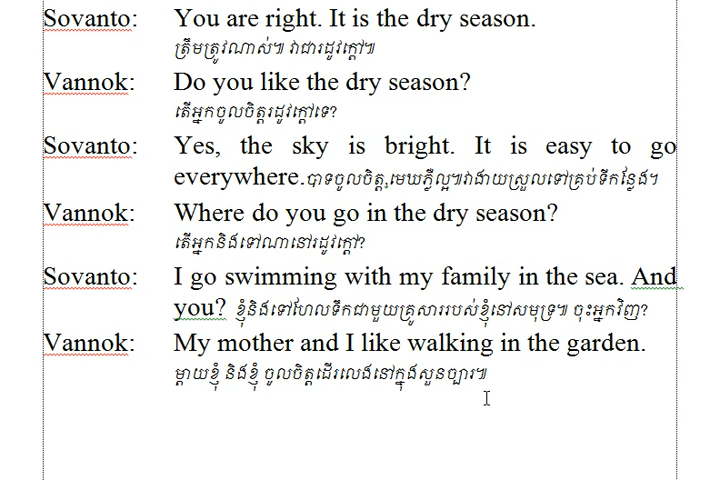 Sovanto: You are right. It is the dry season.
ត្រឹមត្រូវណាស់៕ វាជារដូវក្ដៅ៕
Vannok: Do you like the dry season?
តើអ្នកចូលចិត្តរដូវក្ដៅទេ?
Sovanto: Yes, the sky is bright. It is easy to go
everywhere.បាទចូលចិត្ត,មេឃភ្លឺល្អ៕វាងាយស្រួលទៅគ្រប់ទីកន្លែង។
Vannok: Where do you go in the dry season?
តើអ្នកនិងទៅណានៅរដូវក្ដៅ?
Sovanto: I go swimming with my family in the sea. And
you? ខ្ញុំនិងទៅហែលទឹកជាមួយគ្រួសាររបស់ខ្ញុំនៅសមុទ្រ៕ ចុះអ្នកវិញ?
Vannok: My mother and I like walking in the garden.
ម្ដាយខ្ញុំ និងខ្ញុំ ចូលចិត្តដើរលេងនៅក្នុងសួនច្បារ៕